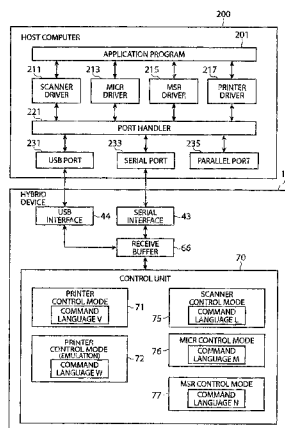 200
HOST COMPUTER
201
APPLICATION PROGRAM
211 213 215 217
SCANNER DRIVER
MICR DRIVER
MSR DRIVER
PRINTER DRIVER
221
PORT HANDLER
231 233 235
USB PORT
SERIAL PORT
PARALLEL PORT
1
HYBRID DEVICE
USB INTERFACE
44
SERIAL INTERFACE
43
RECEIVE BUFFER
66
70
CONTROL UNIT
PRINTER CONTROL MODE
COMMAND LANGUAGE V
71
PRINTER CONTROL MODE (EMULATION)
COMMAND LANGUAGE W
72
SCANNER CONTROL MODE
COMMAND LANGUAGE L
75
MICR CONTROL MODE
COMMAND LANGUAGE M
76
MSR CONTROL MODE
COMMAND LANGUAGE N
77